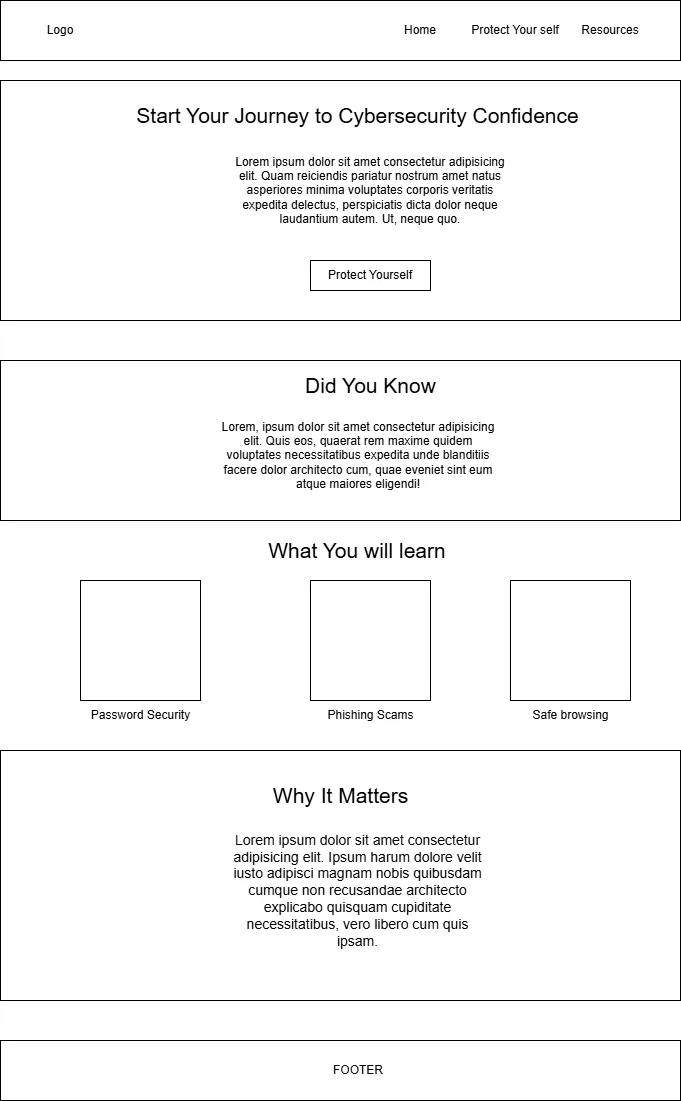 Logo
Home
Protect Your self
Resources
Start Your Journey to Cybersecurity Confidence
Lorem ipsum dolor sit amet consectetur adipisicing
elit. Quam reiciendis pariatur nostrum amet natus
asperiores minima voluptates corporis veritatis
expedita delectus, perspiciatis dicta dolor neque
laudantium autem. Ut, neque quo.
Protect Yourself
Did You Know
Lorem, ipsum dolor sit amet consectetur adipisicing
elit. Quis eos, quaerat rem maxime quidem
voluptates necessitatibus expedita unde blanditiis
facere dolor architecto cum, quae eveniet sint eum
atque maiores eligendi!
What You will learn
Password Security
Phishing Scams
Safe browsing
Why It Matters
Lorem ipsum dolor sit amet consectetur
adipisicing elit. Ipsum harum dolore velit
iusto adipisci magnam nobis quibusdam
cumque non recusandae architecto
explicabo quisquam cupiditate
necessitatibus, vero libero cum quis
ipsam.
FOOTER